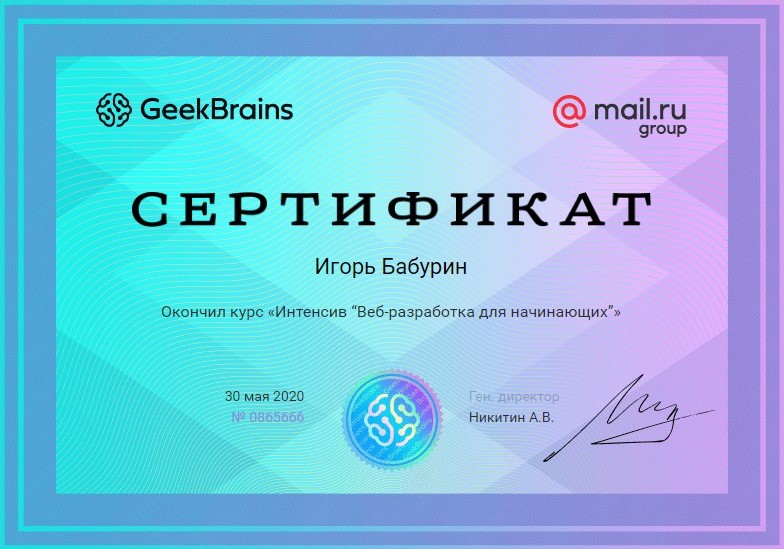 GeekBrains
@ mail.ru
group
СЕРТИФИКАТ
Игорь Бабурин
Окончил курс «Интенсив “Веб-разработка для начинающих”»
30 мая 2020
№ 0865666
Ген. директор
Никитин А.В.